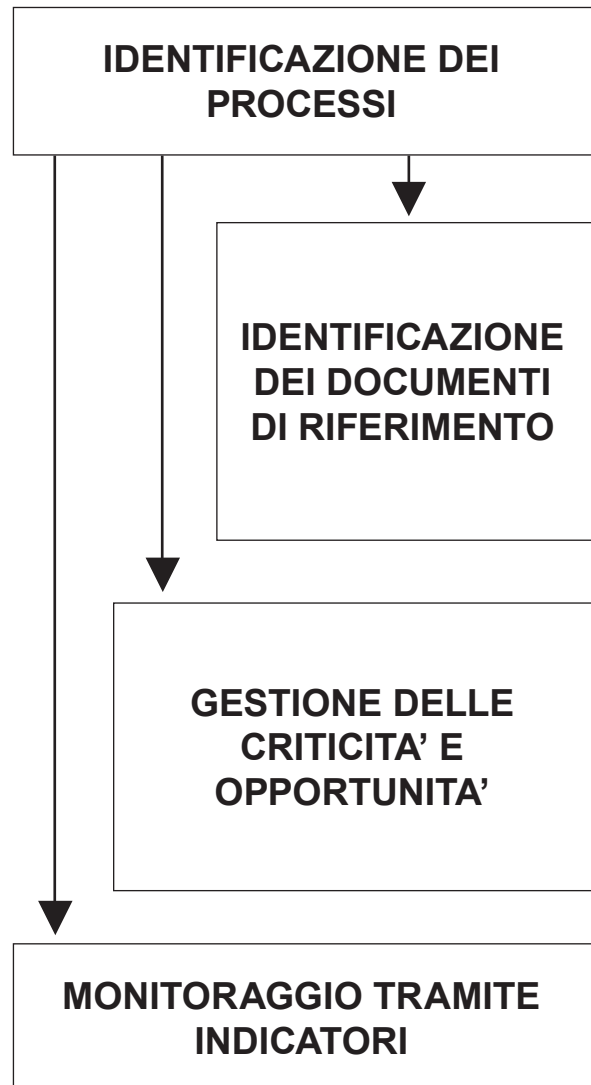 IDENTIFICAZIONE DEI
PROCESSI
IDENTIFICAZIONE
DEI DOCUMENTI
DI RIFERIMENTO
GESTIONE DELLE
CRITICITA’ E
OPPORTUNITA’
MONITORAGGIO TRAMITE
INDICATORI